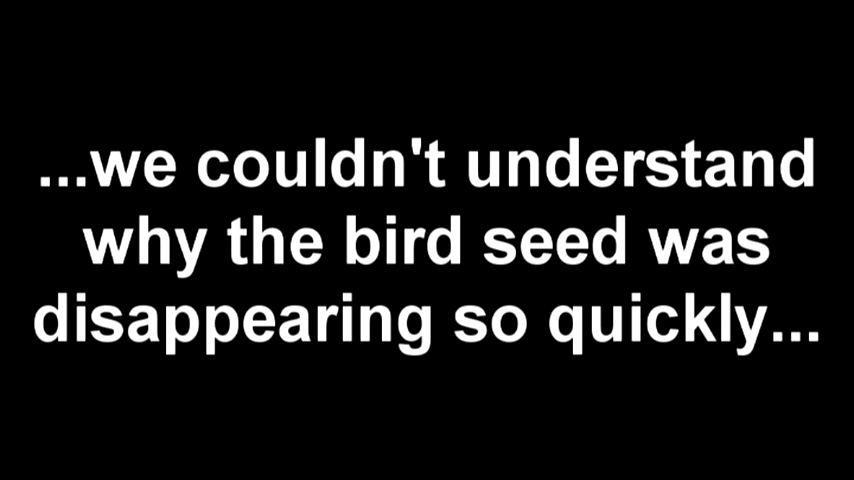 ...we couldn't understand
why the bird seed was
disappearing so quickly...